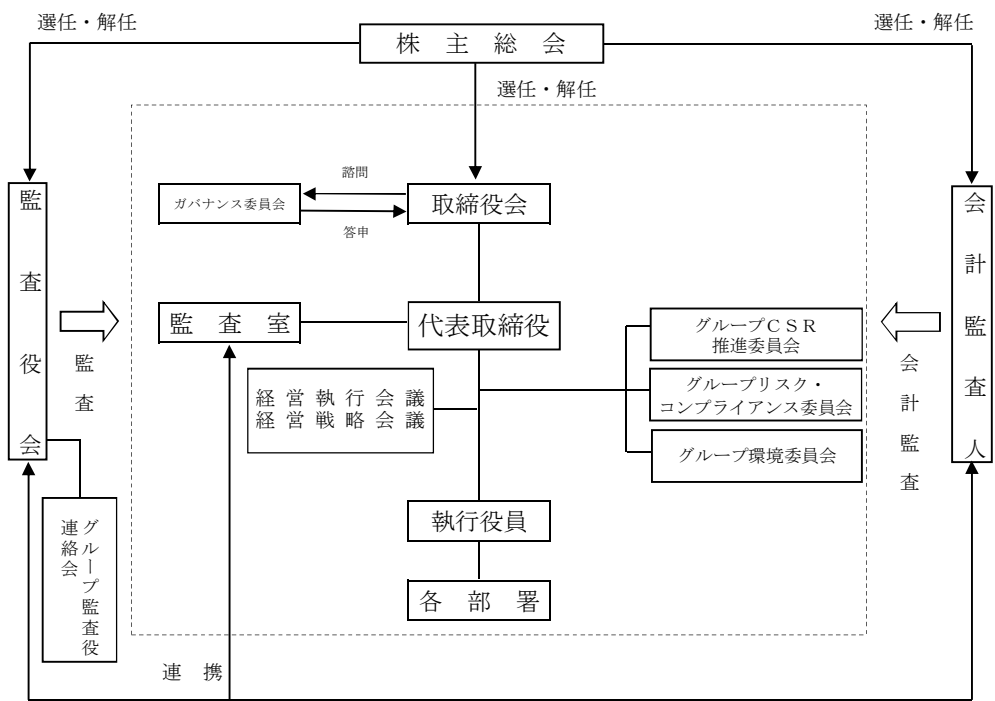 選任・解任
株主総会
選任・解任
選任・解任
監査役会
諮問
ガバナンス委員会
取締役会
答申
会計監査人
監査室
代表取締役
グループＣＳＲ
推進委員会
監査
経営執行会議
経営戦略会議
グループリスク・
コンプライアンス委員会
会計監査
グループ環境委員会
グループ監査役
連絡会
執行役員
各部署
連携